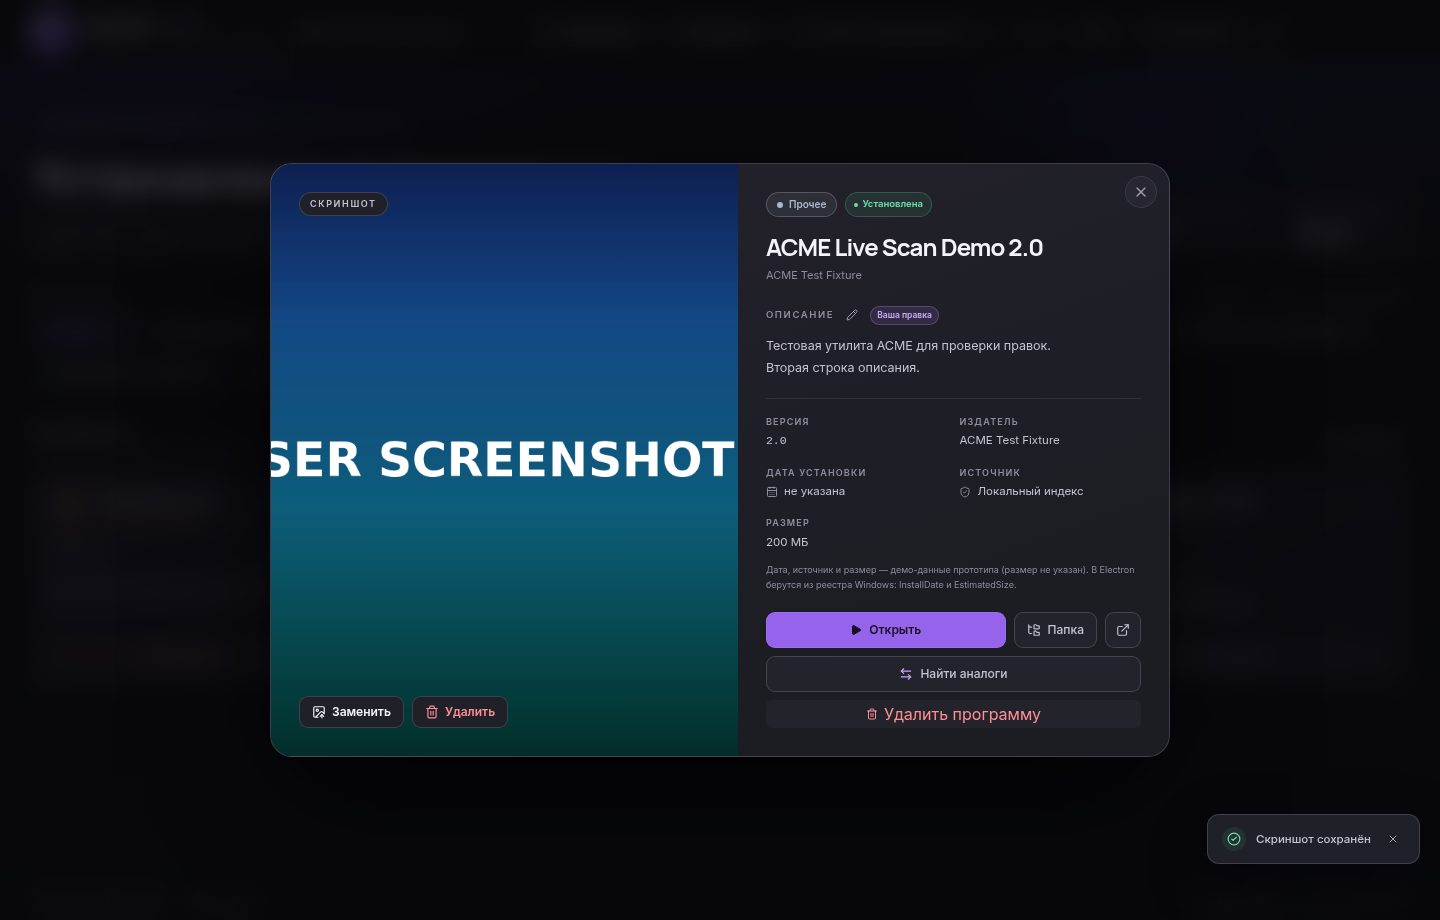 СКРИНШОТ
SER SCREENSHOT
Заменить
Удалить
Прочее
Установлена
ACME Live Scan Demo 2.0
ACME Test Fixture
ОПИСАНИЕ
Ваша правка
Тестовая утилита ACME для проверки правок.
Вторая строка описания.
ВЕРСИЯ
2.0
ИЗДАТЕЛЬ
ACME Test Fixture
ДАТА УСТАНОВКИ
не указана
ИСТОЧНИК
Локальный индекс
РАЗМЕР
200 МБ
Дата, источник и размер — демо-данные прототипа (размер не указан). В Electron
берутся из реестра Windows: InstallDate и EstimatedSize.
Открыть
Папка
Найти аналоги
Удалить программу
Скриншот сохранён